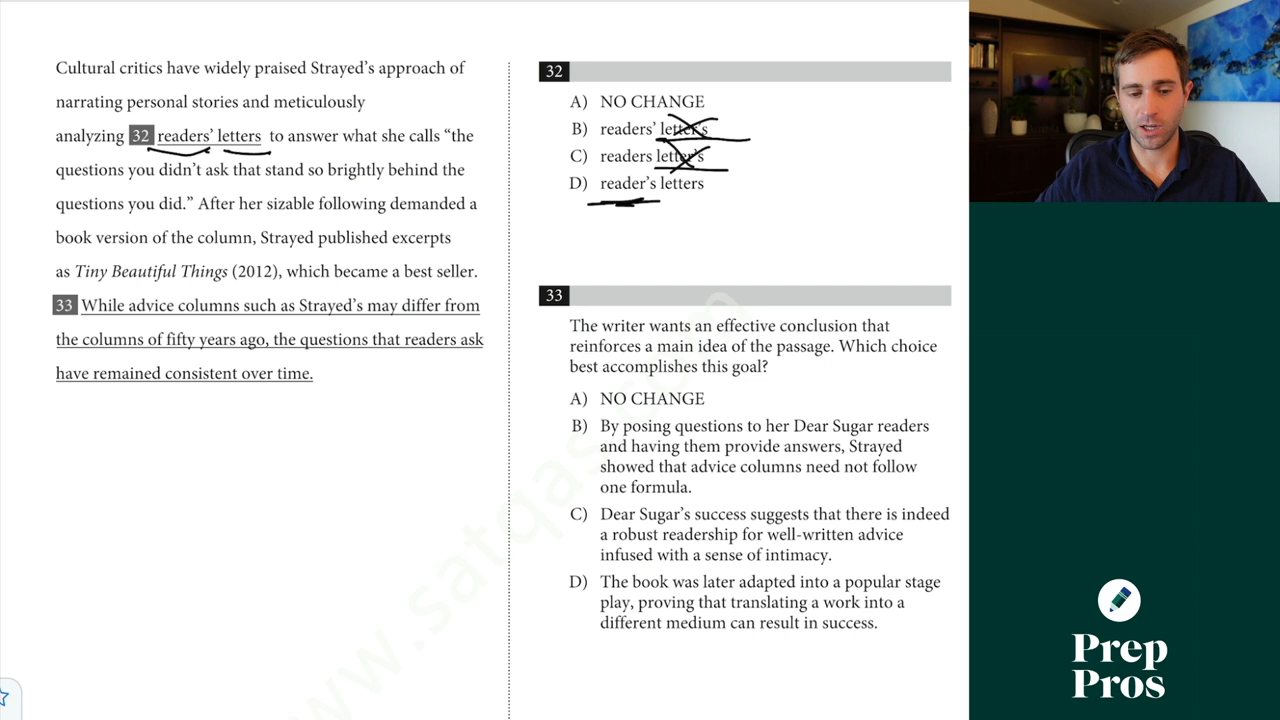 Cultural critics have widely praised Strayed's approach of
narrating personal stories and meticulously
analyzing 32 readers' letters to answer what she calls "the
questions you didn't ask that stand so brightly behind the
questions you did." After her sizable following demanded a
book version of the column, Strayed published excerpts
as Tiny Beautiful Things (2012), which became a best seller.
33 While advice columns such as Strayed's may differ from
the columns of fifty years ago, the questions that readers ask
have remained consistent over time.
32
A) NO CHANGE
B) readers' letter's
C) readers letter's
D) reader's letters
33
The writer wants an effective conclusion that
reinforces a main idea of the passage. Which choice
best accomplishes this goal?
A) NO CHANGE
B) By posing questions to her Dear Sugar readers
and having them provide answers, Strayed
showed that advice columns need not follow
one formula.
C) Dear Sugar's success suggests that there is indeed
a robust readership for well-written advice
infused with a sense of intimacy.
D) The book was later adapted into a popular stage
play, proving that translating a work into a
different medium can result in success.
Prep
Pros